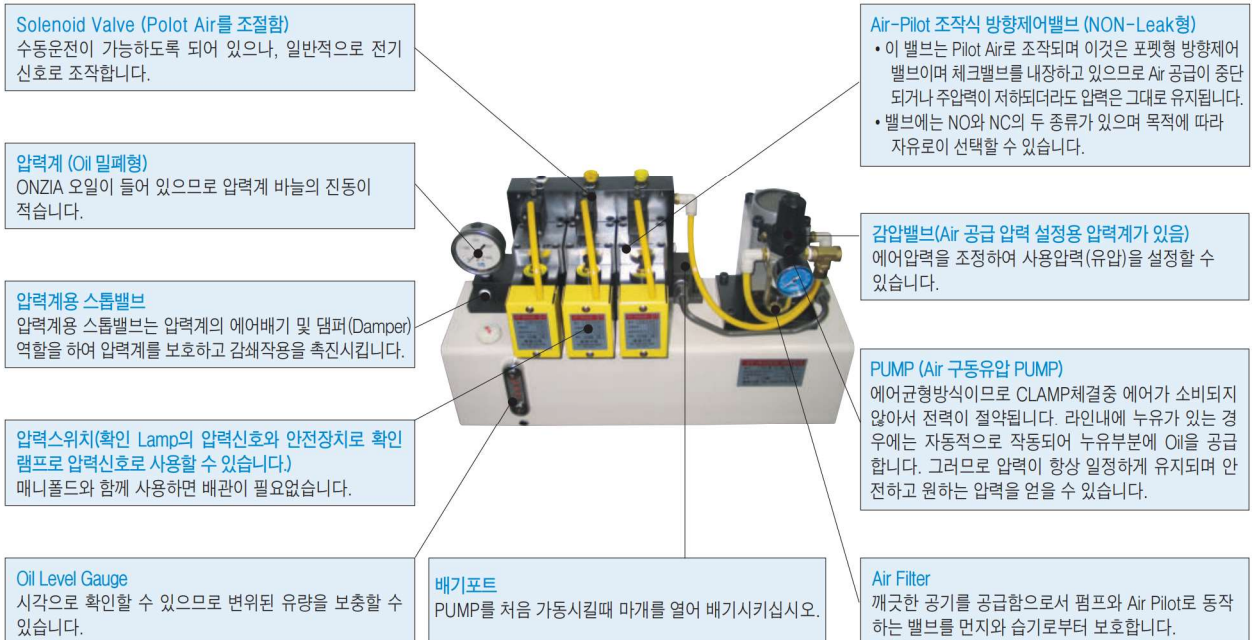 Solenoid Valve (Polot Air를 조절함)
수동운전이 가능하도록 되어 있으나, 일반적으로 전기
신호로 조작합니다.
압력계 (Oil 밀폐형)
ONZIA 오일이 들어 있으므로 압력계 바늘의 진동이
적습니다.
압력계용 스톱밸브
압력계용 스톱밸브는 압력계의 에어배기 및 댐퍼(Damper)
역할을 하여 압력계를 보호하고 감쇄작용을 촉진시킵니다.
압력스위치(확인 Lamp의 압력신호와 안전장치로 확인
램프로 압력신호로 사용할 수 있습니다.)
매니폴드와 함께 사용하면 배관이 필요없습니다.
Oil Level Gauge
시각으로 확인할 수 있으므로 변위된 유량을 보충할 수
있습니다.
배기포트
PUMP를 처음 가동시킬때 마개를 열어 배기시키십시오.
Air-Pilot 조작식 방향제어밸브 (NON-Leak형)
• 이 밸브는 Pilot Air로 조작되며 이것은 포펫형 방향제어
밸브이며 체크밸브를 내장하고 있으므로 Air 공급이 중단
되거나 주압력이 저하되더라도 압력은 그대로 유지됩니다.
• 밸브에는 NO와 NC의 두 종류가 있으며 목적에 따라
자유로이 선택할 수 있습니다.
감압밸브(Air 공급 압력 설정용 압력계가 있음)
에어압력을 조정하여 사용압력(유압)을 설정할 수
있습니다.
PUMP (Air 구동유압 PUMP)
에어균형방식이므로 CLAMP체결중 에어가 소비되지
않아서 전력이 절약됩니다. 라인내에 누유가 있는 경
우에는 자동적으로 작동되어 누유부분에 Oil을 공급
합니다. 그러므로 압력이 항상 일정하게 유지되며 안
전하고 원하는 압력을 얻을 수 있습니다.
Air Filter
깨긋한 공기를 공급함으로서 펌프와 Air Pilot로 동작
하는 밸브를 먼지와 습기로부터 보호합니다.